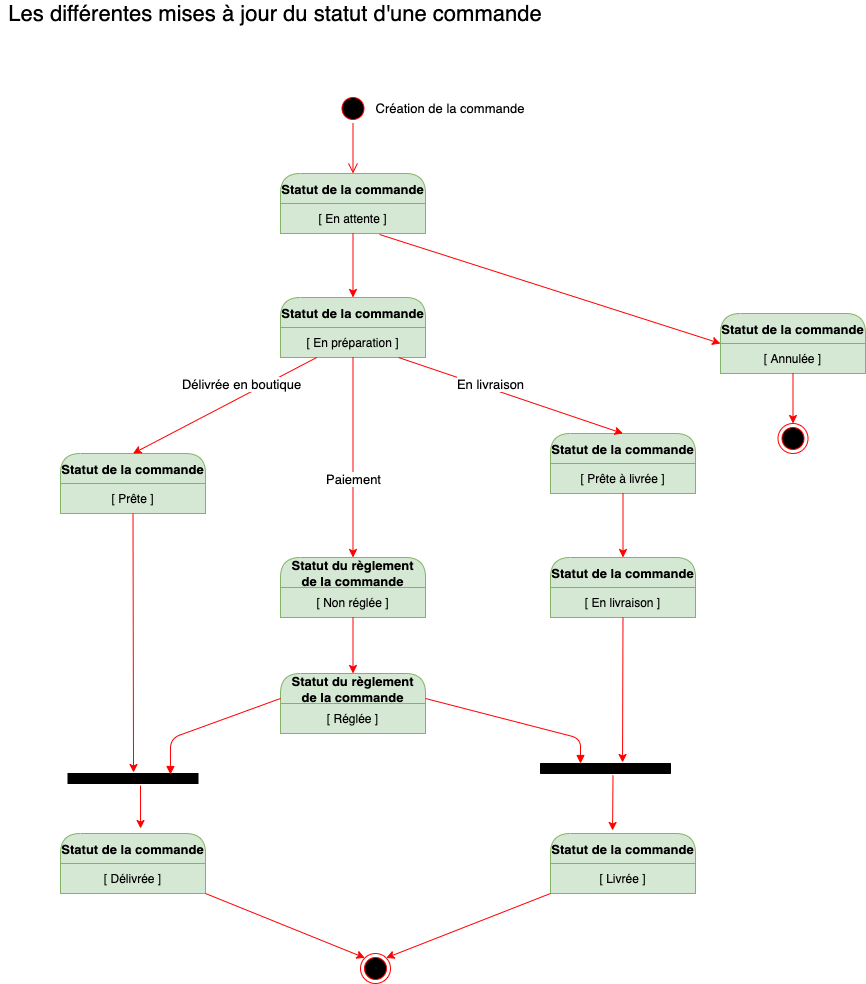 Les différentes mises à jour du statut d'une commande
Création de la commande
Statut de la commande
[ En attente ]
Statut de la commande
[ En préparation ]
Statut de la commande
[ Annulée ]
Délivrée en boutique
En livraison
Statut de la commande
[ Prête ]
Paiement
Statut de la commande
[ Prête à livrée ]
Statut du règlement
de la commande
[ Non réglée ]
Statut de la commande
[ En livraison ]
Statut du règlement
de la commande
[ Réglée ]
Statut de la commande
[ Délivrée ]
Statut de la commande
[ Livrée ]